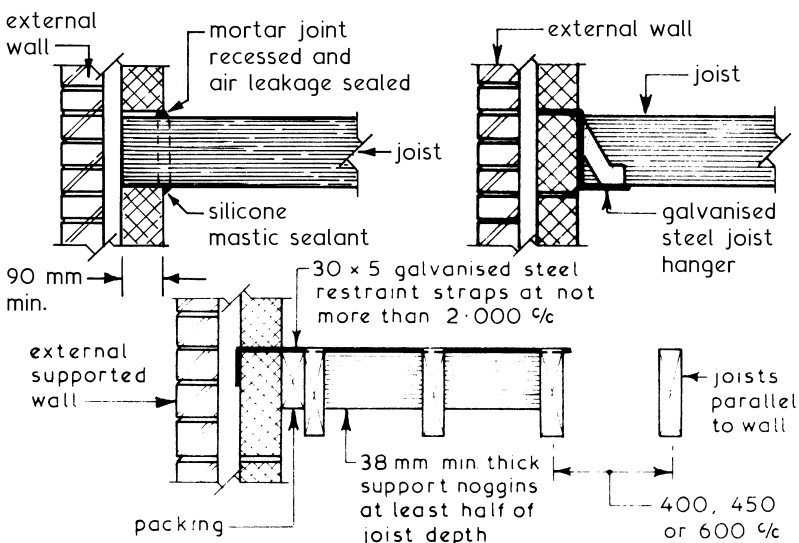 external
wall
mortar joint
recessed and
air leakage sealed
joist
silicone
mastic sealant
90 mm
min.
external wall
joist
galvanised
steel joist
hanger
30 × 5 galvanised steel
restraint straps at not
more than 2·000 c/c
external
supported
wall
packing
38 mm min. thick
support noggins
at least half of
joist depth
joists
parallel
to wall
400, 450
or 600 c/c